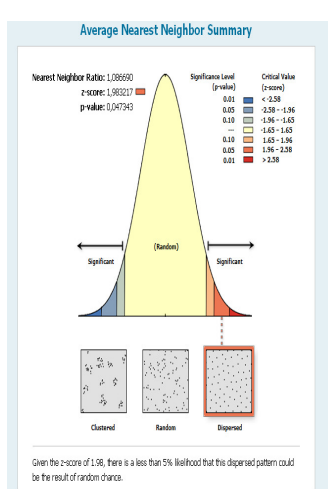 Average Nearest Neighbor Summary
Nearest Neighbor Ratio: 1,086690
z-score: 1,983217
p-value: 0,047343
Significance Level
(p-value)
Critical Value
(z-score)
0.01 < -2.58
0.05 -2.58 - -1.96
0.10 -1.96 - -1.65
— -1.65 - 1.65
0.10 1.65 - 1.96
0.05 1.96 - 2.58
0.01 > 2.58
(Random)
Significant Significant
Clustered Random Dispersed
Given the z-score of 1.98, there is a less than 5% likelihood that this dispersed pattern could
be the result of random chance.